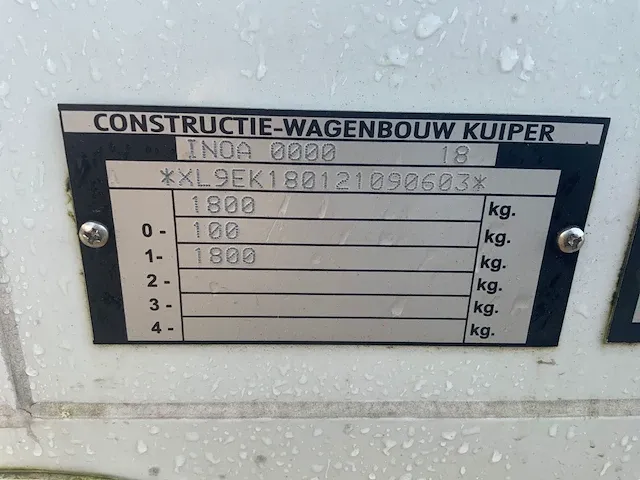 CONSTRUCTIE-WAGENBOUW KUIPER
INOA 0000 18
*XL9EK180121090603*
1800 kg.
0- 100 kg.
1- 1800 kg.
2- kg.
3- kg.
4- kg.